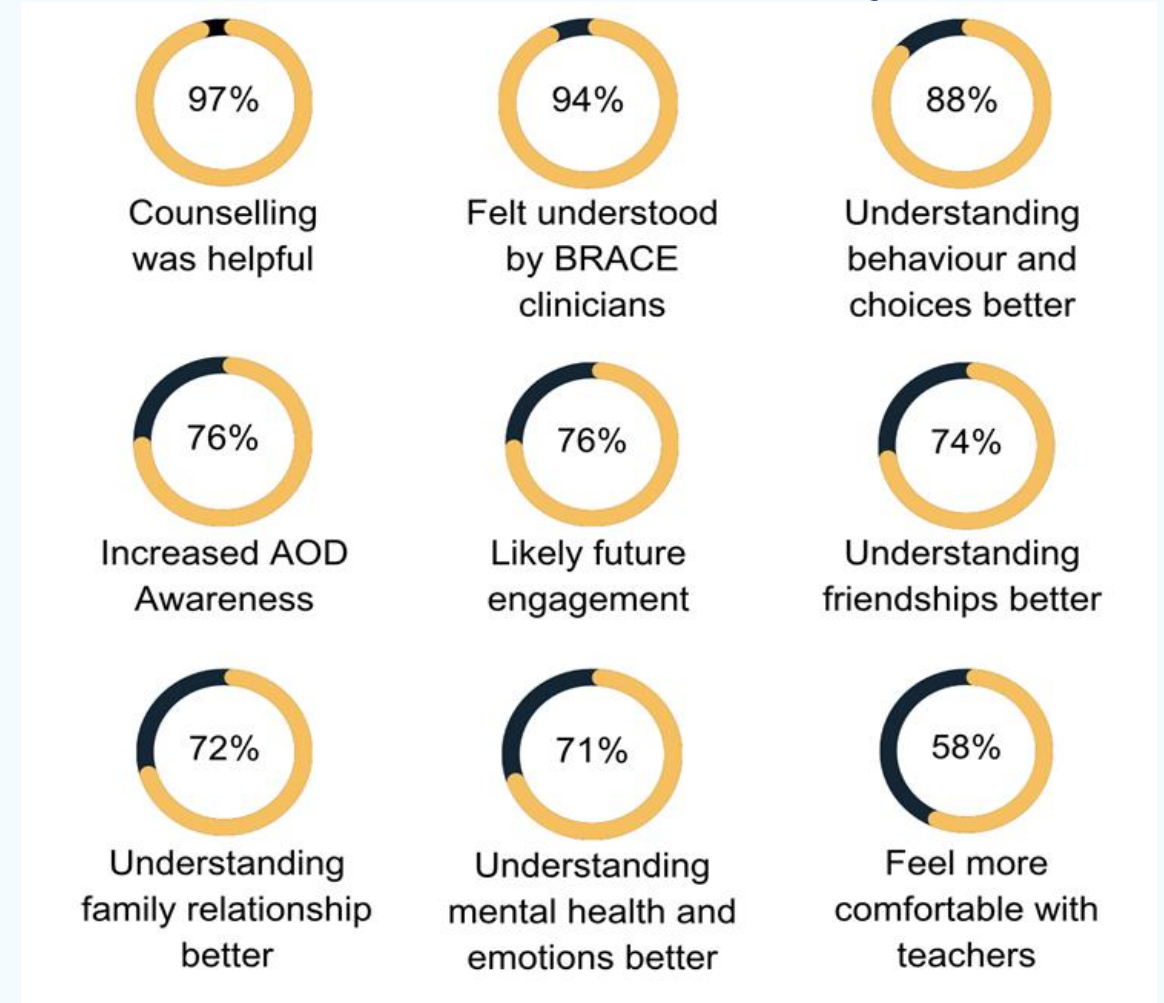 97%
Counselling
was helpful
94%
Felt understood
by BRACE
clinicians
88%
Understanding
behaviour and
choices better
76%
Increased AOD
Awareness
76%
Likely future
engagement
74%
Understanding
friendships better
72%
Understanding
family relationship
better
71%
Understanding
mental health and
emotions better
58%
Feel more
comfortable with
teachers